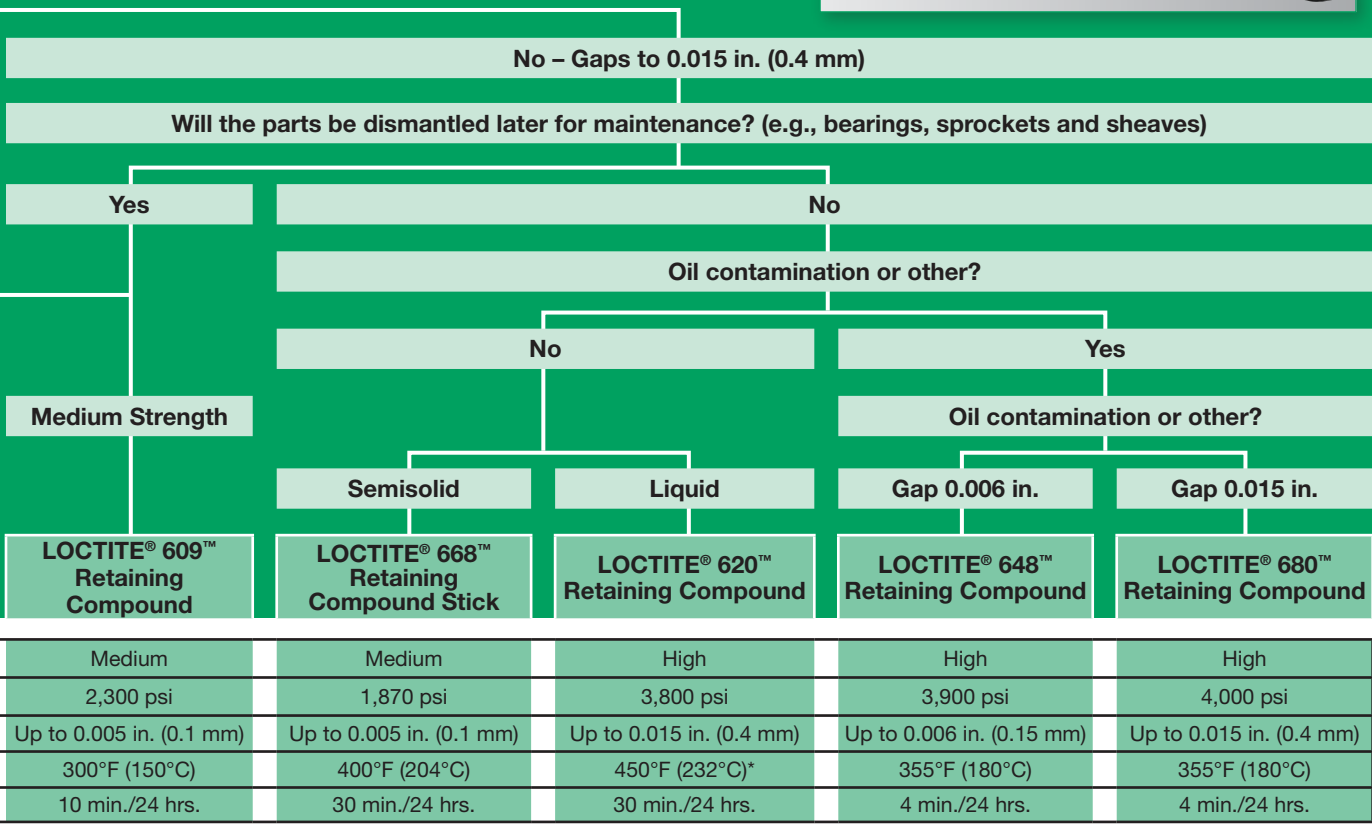 No – Gaps to 0.015 in. (0.4 mm)
Will the parts be dismantled later for maintenance? (e.g., bearings, sprockets and sheaves)
Yes
No
Oil contamination or other?
No
Yes
Medium Strength
Oil contamination or other?
Semisolid
Liquid
Gap 0.006 in.
Gap 0.015 in.
LOCTITE® 609™
Retaining
Compound
LOCTITE® 668™
Retaining
Compound Stick
LOCTITE® 620™
Retaining Compound
LOCTITE® 648™
Retaining Compound
LOCTITE® 680™
Retaining Compound
Medium Medium High High High
2,300 psi 1,870 psi 3,800 psi 3,900 psi 4,000 psi
Up to 0.005 in. (0.1 mm) Up to 0.005 in. (0.1 mm) Up to 0.015 in. (0.4 mm) Up to 0.006 in. (0.15 mm) Up to 0.015 in. (0.4 mm)
300°F (150°C) 400°F (204°C) 450°F (232°C)* 355°F (180°C) 355°F (180°C)
10 min./24 hrs. 30 min./24 hrs. 30 min./24 hrs. 4 min./24 hrs. 4 min./24 hrs.